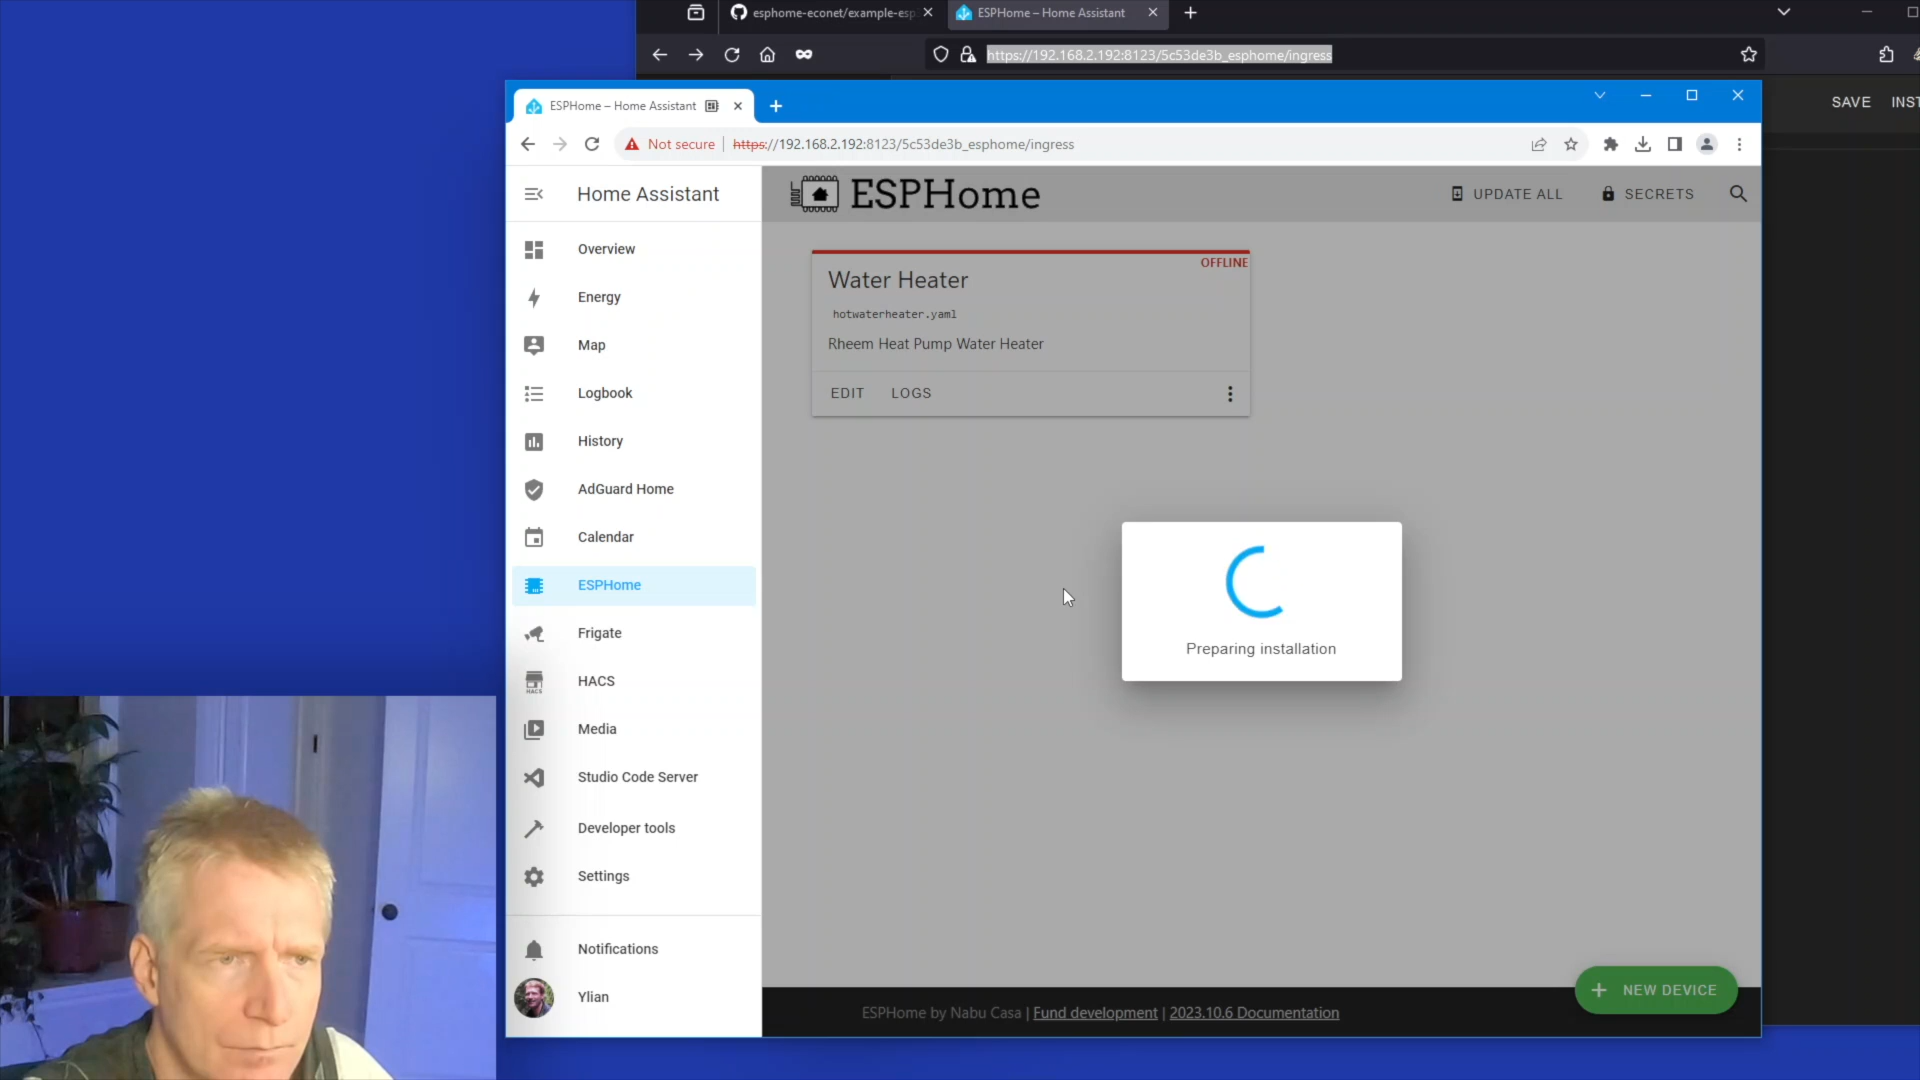 esphome-econet/example-esp
ESPHome – Home Assistant
https://192.168.2.192:8123/5c53de3b_esphome/ingress
SAVE INST
ESPHome – Home Assistant
Not secure https://192.168.2.192:8123/5c53de3b_esphome/ingress
Home Assistant
ESPHome
UPDATE ALL
SECRETS
Overview
Energy
Map
Logbook
History
AdGuard Home
Calendar
ESPHome
Frigate
HACS
HACS
Media
Studio Code Server
Developer tools
Settings
Notifications
Ylian
OFFLINE
Water Heater
hotwaterheater.yaml
Rheem Heat Pump Water Heater
EDIT LOGS
Preparing installation
NEW DEVICE
ESPHome by Nabu Casa | Fund development | 2023.10.6 Documentation